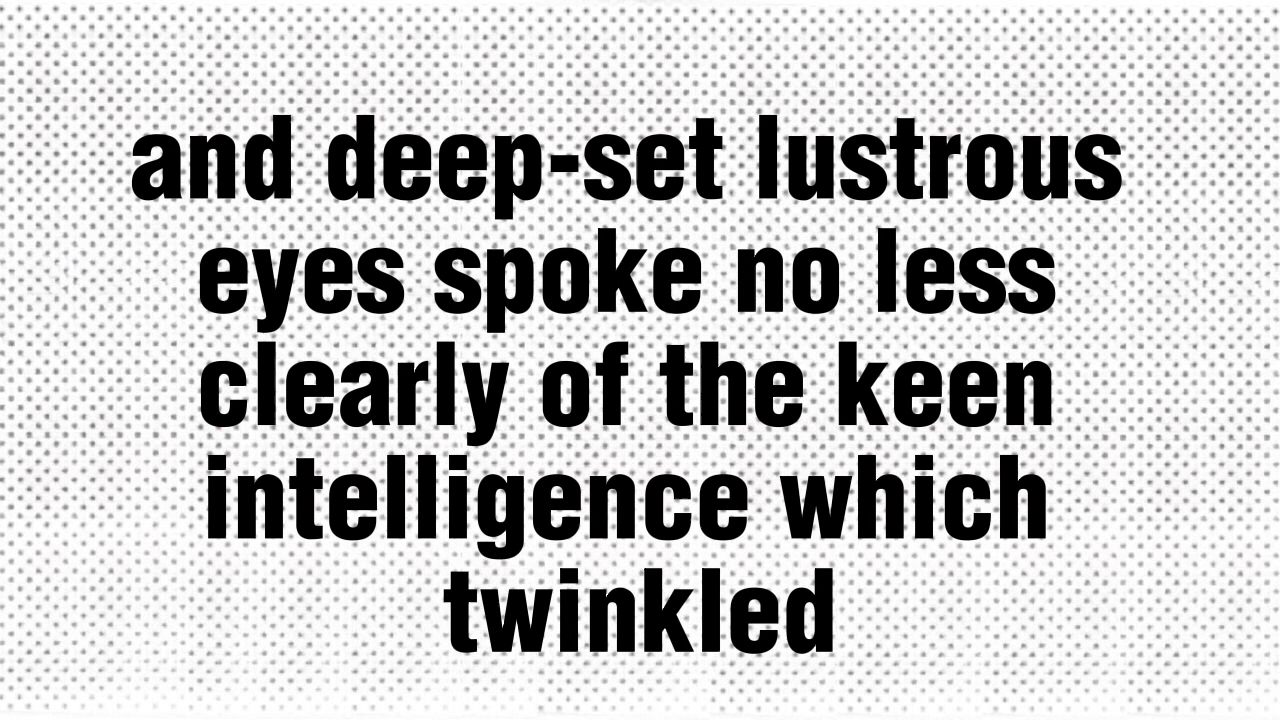 and deep-set lustrous
eyes spoke no less
clearly of the keen
intelligence which
twinkled